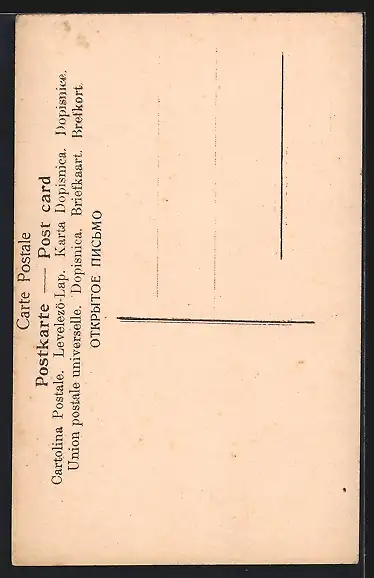 Carte Postale
Postkarte — Post card
Cartolina Postale. Levelező-Lap. Karta Dopisnica. Dopisnice.
Union postale universelle. Dopisnica. Briefkaart. Brefkort.
ОТКРЫТОЕ ПИСЬМО